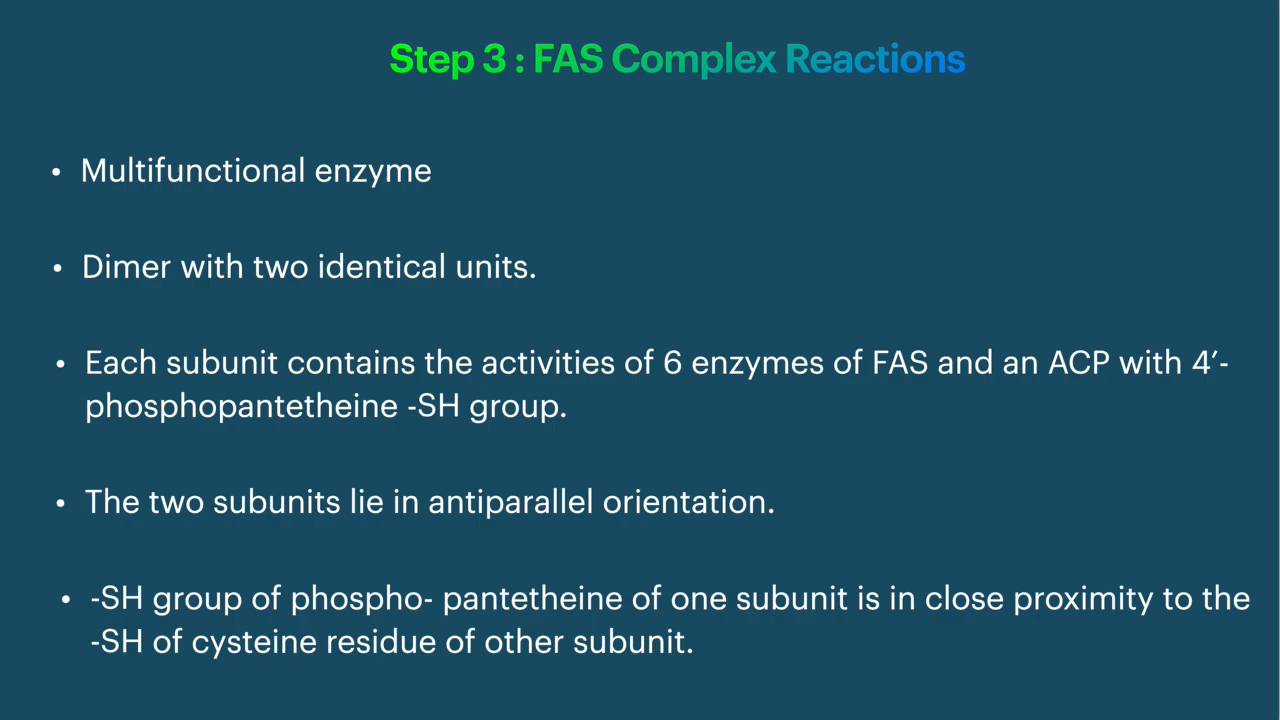 Step 3 : FAS Complex Reactions
• Multifunctional enzyme
• Dimer with two identical units.
• Each subunit contains the activities of 6 enzymes of FAS and an ACP with 4’-
phosphopantetheine -SH group.
• The two subunits lie in antiparallel orientation.
• -SH group of phospho- pantetheine of one subunit is in close proximity to the
-SH of cysteine residue of other subunit.